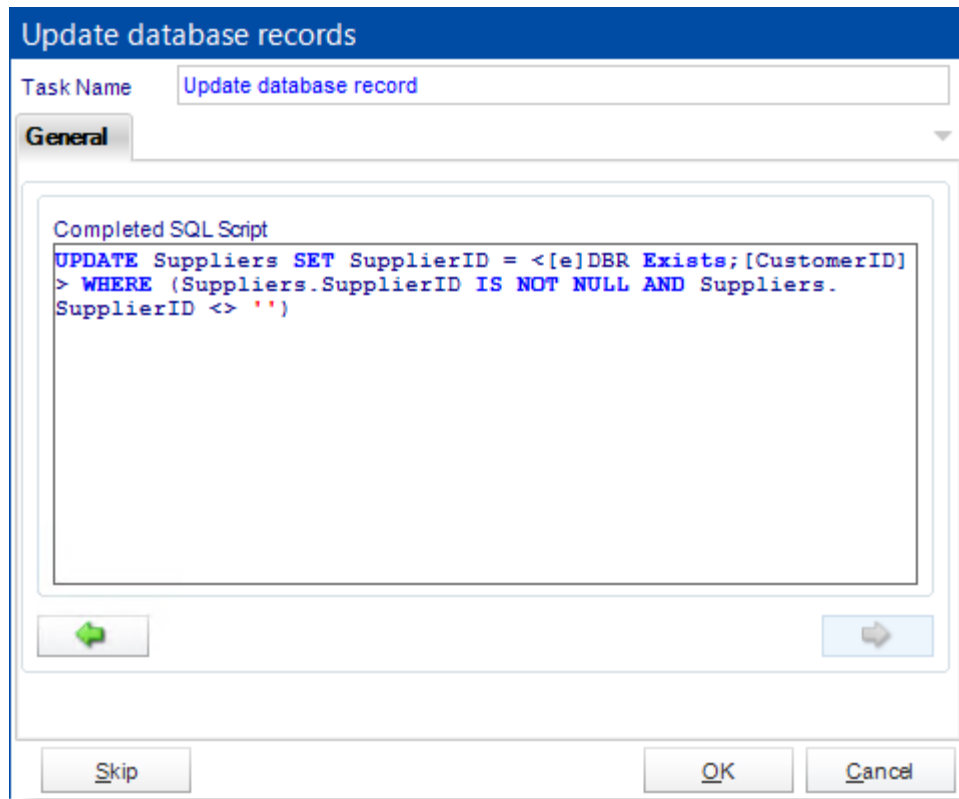 Update database records
Task Name
Update database record
General
Completed SQL Script
UPDATE Suppliers SET SupplierID = <[e]DBR Exists;[CustomerID]
> WHERE (Suppliers.SupplierID IS NOT NULL AND Suppliers.
SupplierID <> '')
Skip
OK
Cancel